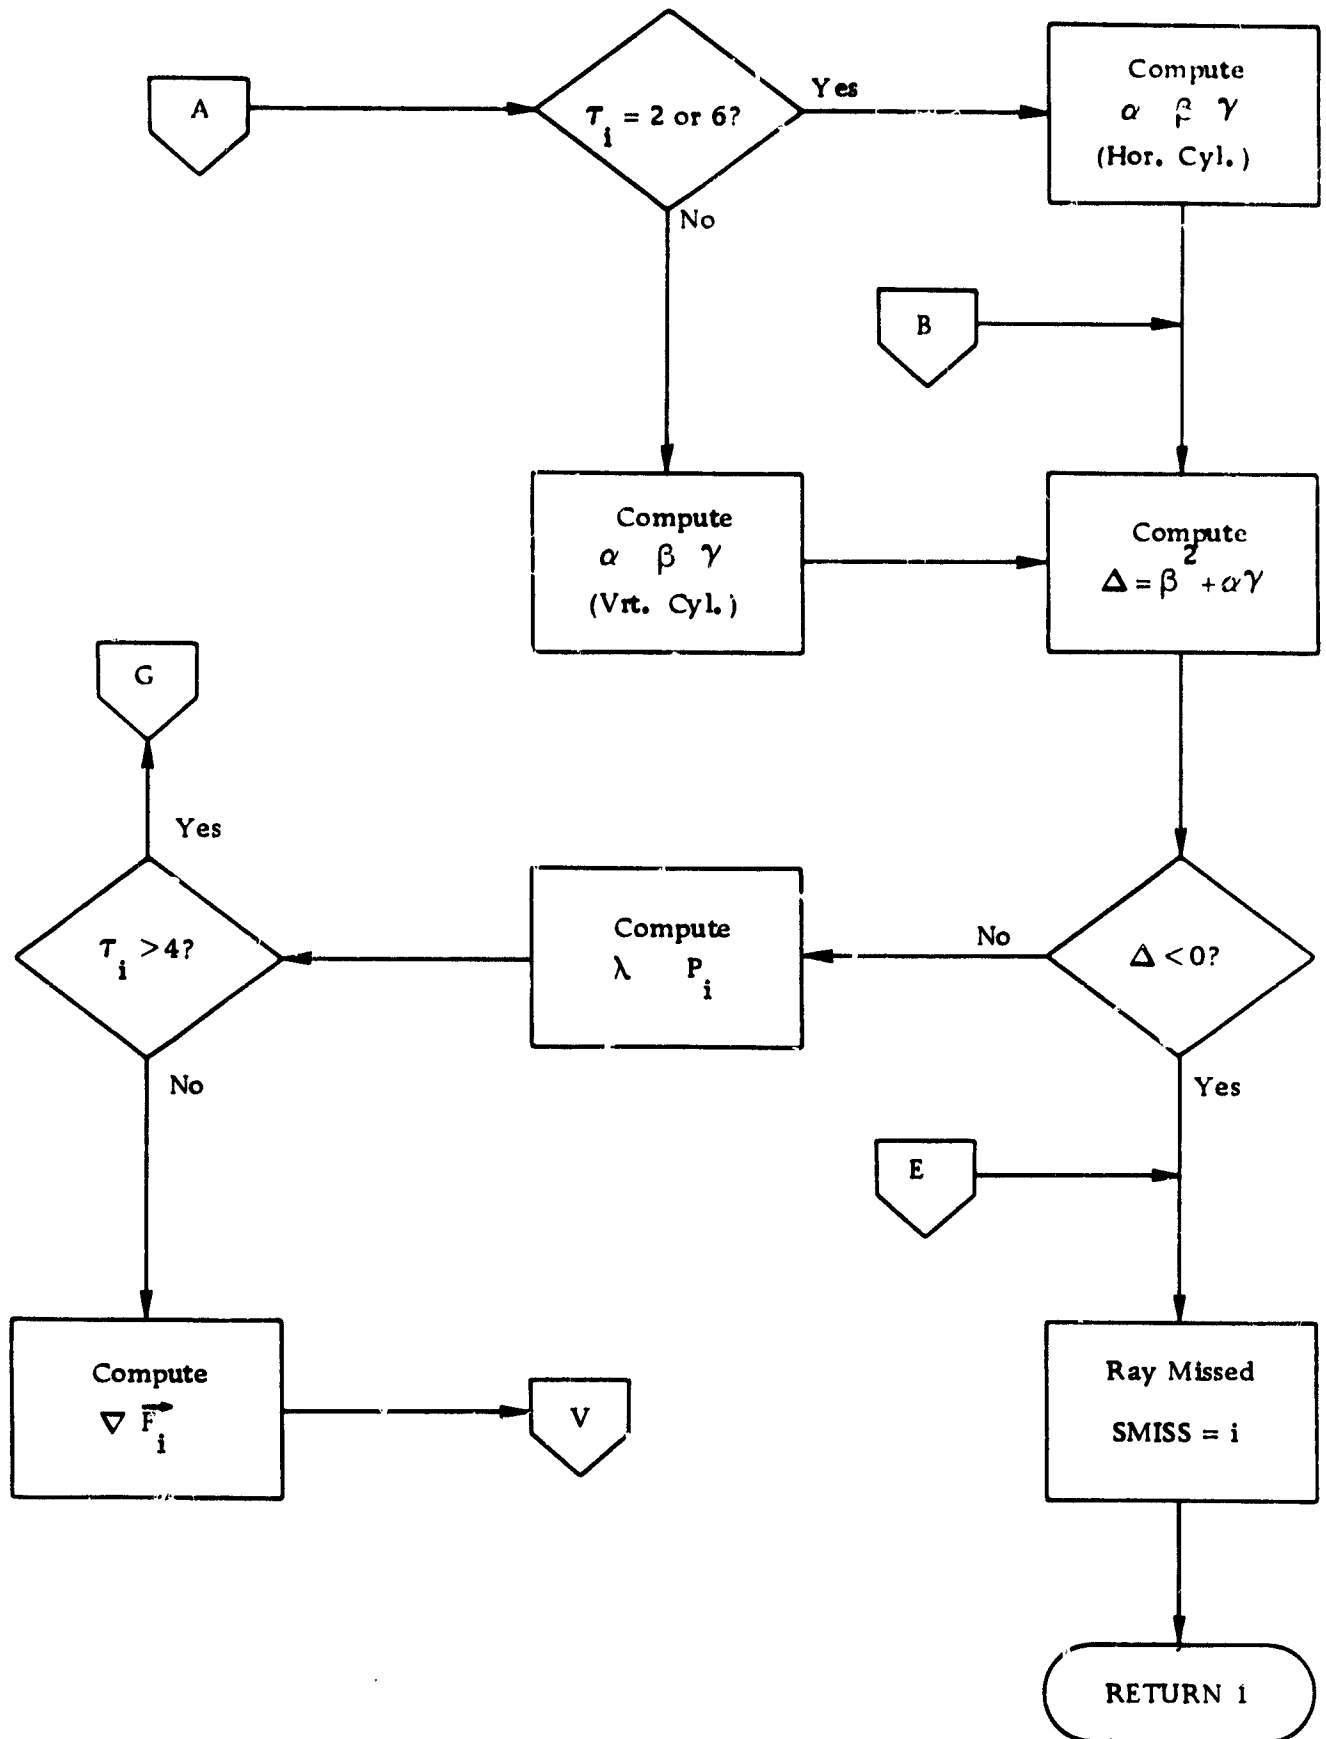 A
τi = 2 or 6?
Yes
Compute
α β γ
(Hor. Cyl.)
No
B
Compute
α β γ
(Vrt. Cyl.)
Compute
Δ = β² + αγ
G
Yes
τi > 4?
Compute
λ Pi
No
Δ < 0?
No
Yes
E
Compute
∇ F⃗i
V
Ray Missed
SMISS = i
RETURN 1